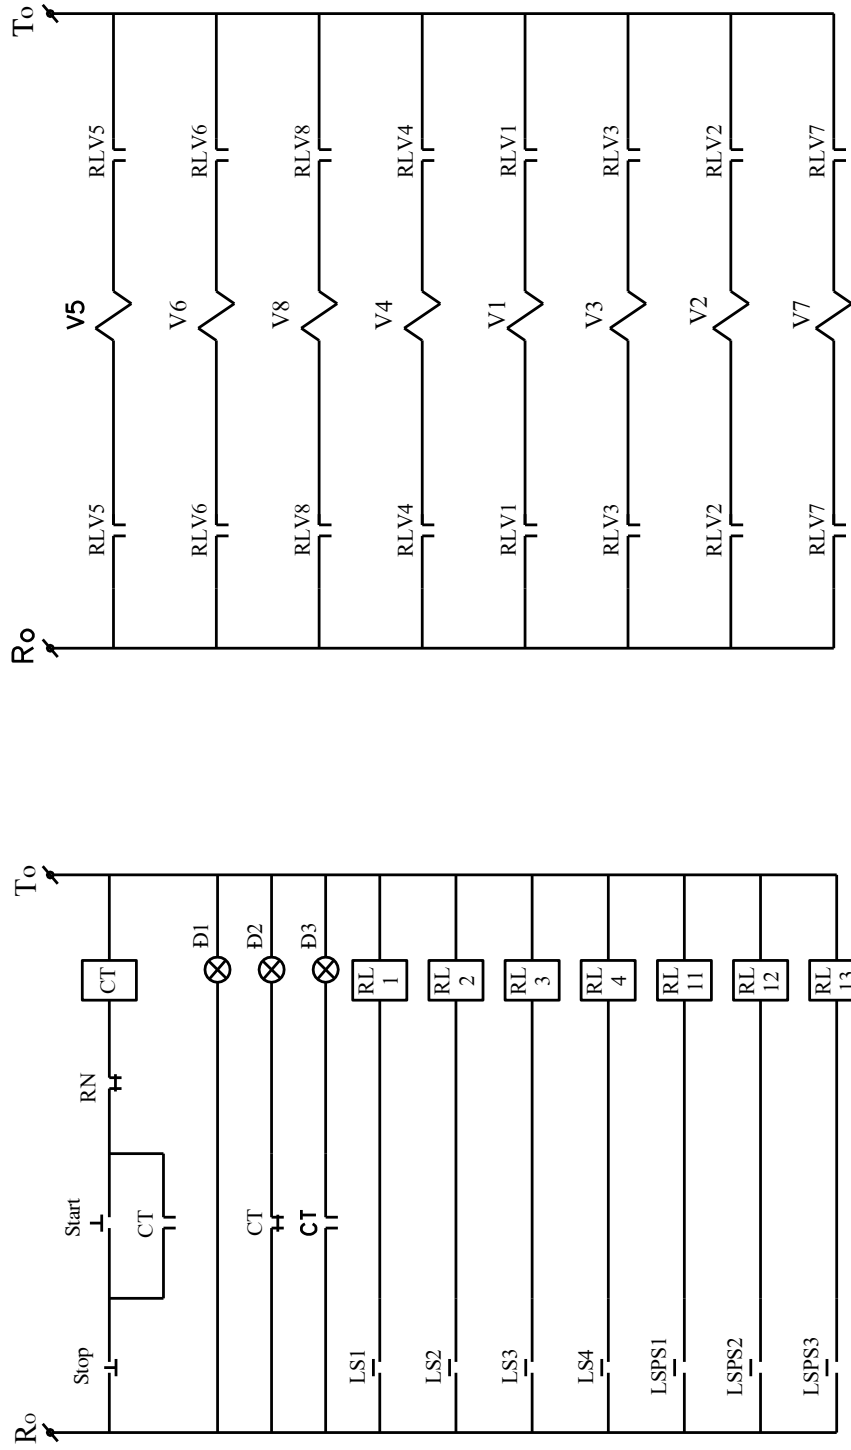 Ro
To
Stop
Start
RN
CT
CT
Đ1
CT
Đ2
CT
Đ3
LS1
RL
1
LS2
RL
2
LS3
RL
3
LS4
RL
4
LSPS1
RL
11
LSPS2
RL
12
LSPS3
RL
13
Ro
To
RLV5
V5
RLV5
RLV6
V6
RLV6
RLV8
V8
RLV8
RLV4
V4
RLV4
RLV1
V1
RLV1
RLV3
V3
RLV3
RLV2
V2
RLV2
RLV7
V7
RLV7